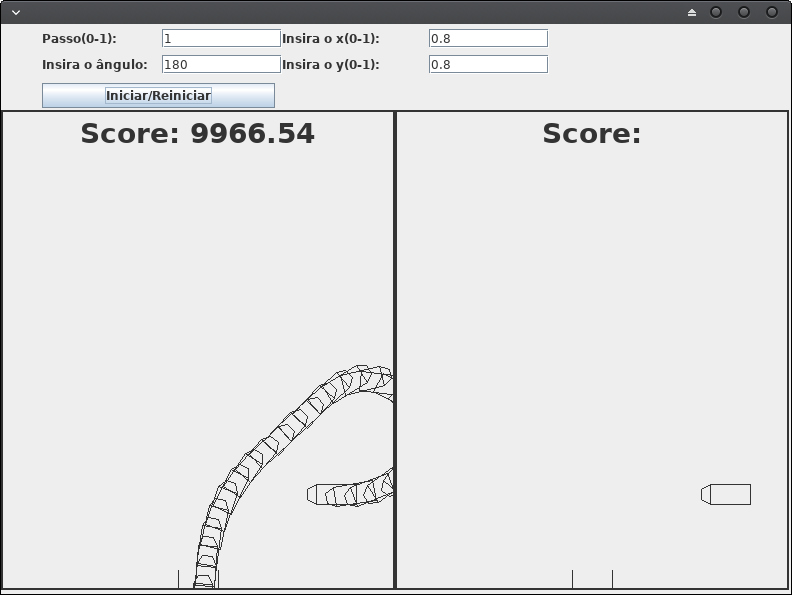 Passo(0-1): 1 Insira o x(0-1): 0.8
Insira o ângulo: 180 Insira o y(0-1): 0.8
Iniciar/Reiniciar
Score: 9966.54
Score: